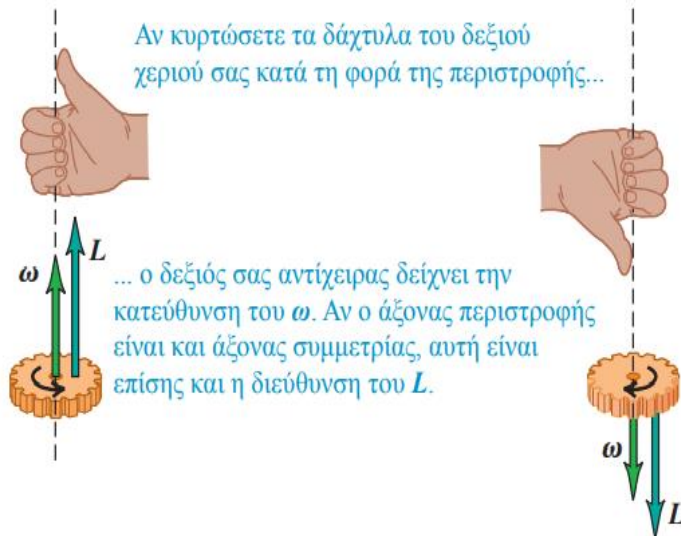 Αν κυρτώσετε τα δάχτυλα του δεξιού
χεριού σας κατά τη φορά της περιστροφής...
L
ω
... ο δεξιός σας αντίχειρας δείχνει την
κατεύθυνση του ω. Αν ο άξονας περιστροφής
είναι και άξονας συμμετρίας, αυτή είναι
επίσης και η διεύθυνση του L.
ω
L